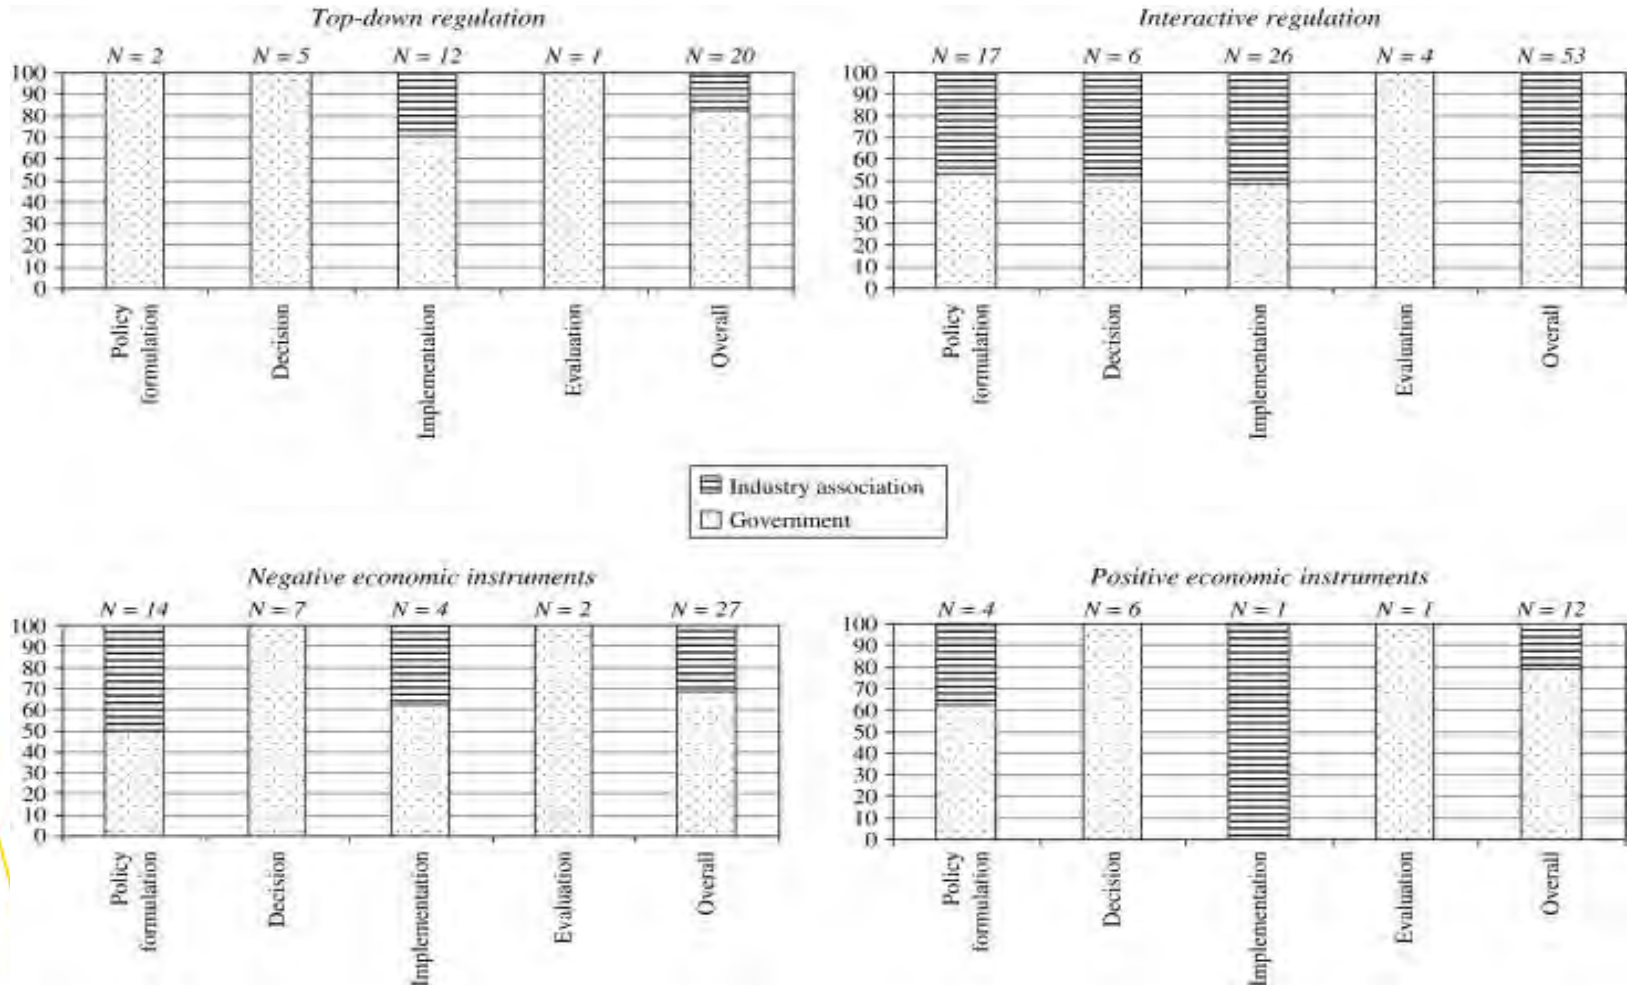 Top-down regulation
N = 2 N = 5 N = 12 N = 1 N = 20
100
90
80
70
60
50
40
30
20
10
0
Policy formulation
Decision
Implementation
Evaluation
Overall
Interactive regulation
N = 17 N = 6 N = 26 N = 4 N = 53
100
90
80
70
60
50
40
30
20
10
0
Policy formulation
Decision
Implementation
Evaluation
Overall
Industry association
Government
Negative economic instruments
N = 14 N = 7 N = 4 N = 2 N = 27
100
90
80
70
60
50
40
30
20
10
0
Policy formulation
Decision
Implementation
Evaluation
Overall
Positive economic instruments
N = 4 N = 6 N = 1 N = 1 N = 12
100
90
80
70
60
50
40
30
20
10
0
Policy formulation
Decision
Implementation
Evaluation
Overall